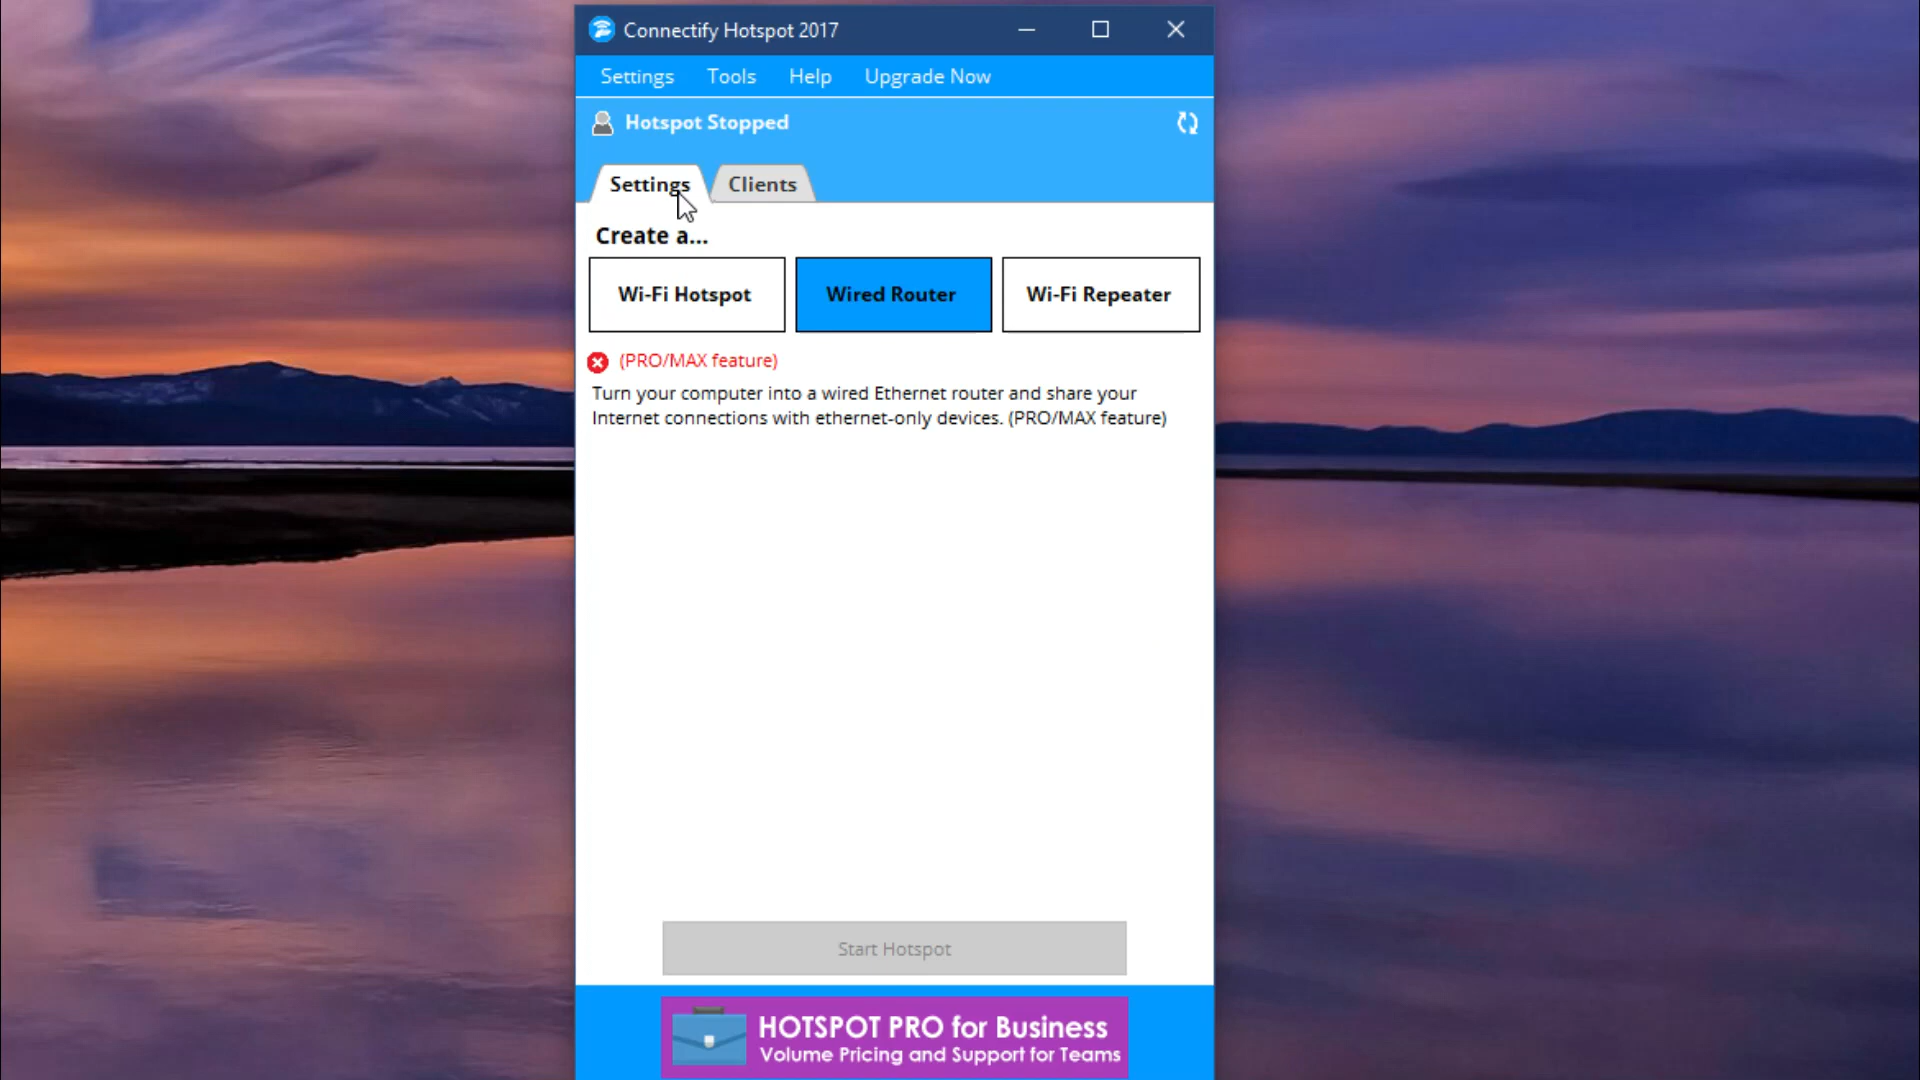 Connectify Hotspot 2017
Settings Tools Help Upgrade Now
Hotspot Stopped
Settings Clients
Create a...
Wi-Fi Hotspot Wired Router Wi-Fi Repeater
(PRO/MAX feature)
Turn your computer into a wired Ethernet router and share your
Internet connections with ethernet-only devices. (PRO/MAX feature)
Start Hotspot
HOTSPOT PRO for Business
Volume Pricing and Support for Teams